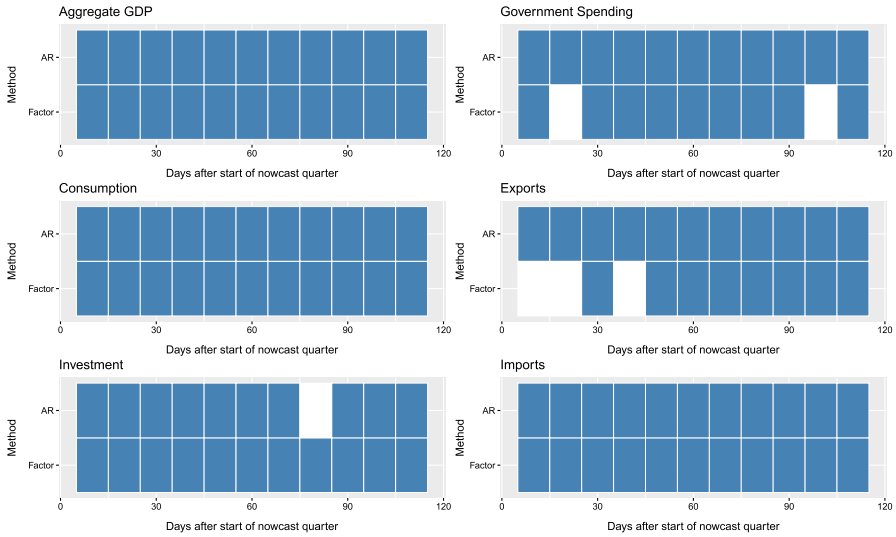 Aggregate GDP
Method
AR
Factor
0 30 60 90 120
Days after start of nowcast quarter
Government Spending
Method
AR
Factor
0 30 60 90 120
Days after start of nowcast quarter
Consumption
Method
AR
Factor
0 30 60 90 120
Days after start of nowcast quarter
Exports
Method
AR
Factor
0 30 60 90 120
Days after start of nowcast quarter
Investment
Method
AR
Factor
0 30 60 90 120
Days after start of nowcast quarter
Imports
Method
AR
Factor
0 30 60 90 120
Days after start of nowcast quarter